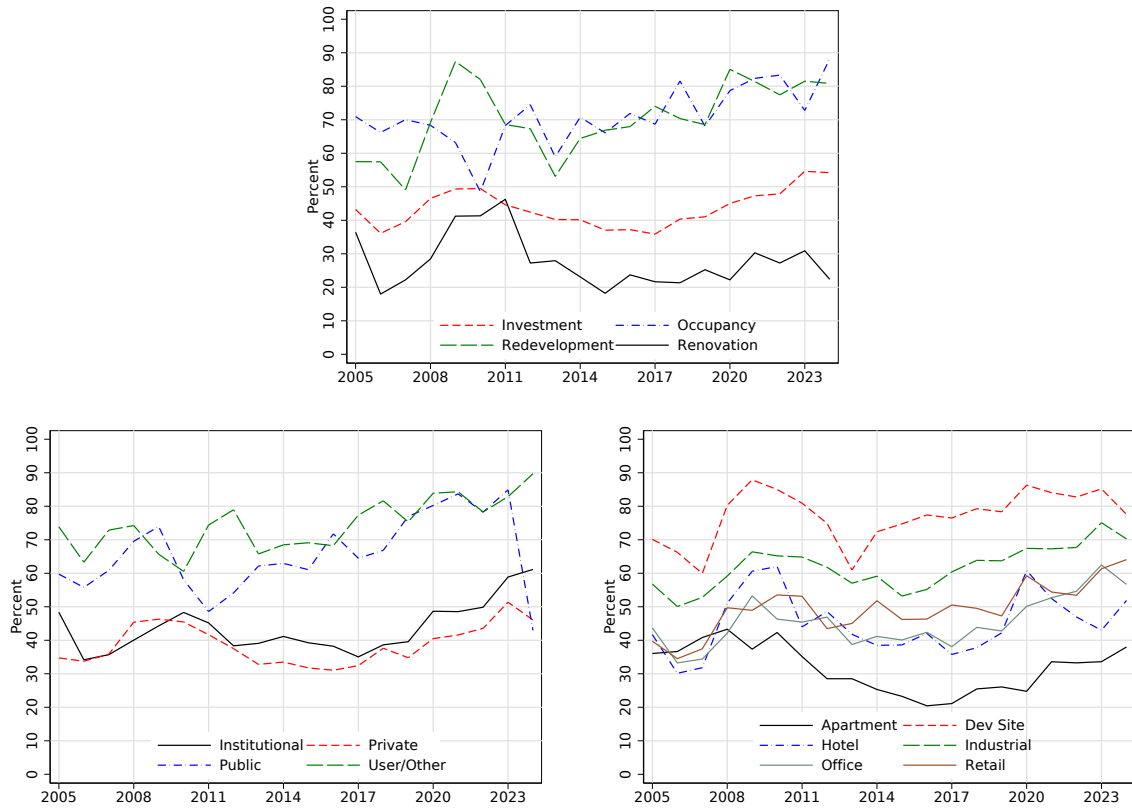 100
90
80
70
60
50
40
30
20
10
0
Percent
Investment
Occupancy
Redevelopment
Renovation
2005 2008 2011 2014 2017 2020 2023
100
90
80
70
60
50
40
30
20
10
0
Percent
Institutional
Private
Public
User/Other
2005 2008 2011 2014 2017 2020 2023
100
90
80
70
60
50
40
30
20
10
0
Percent
Apartment
Dev Site
Hotel
Industrial
Office
Retail
2005 2008 2011 2014 2017 2020 2023